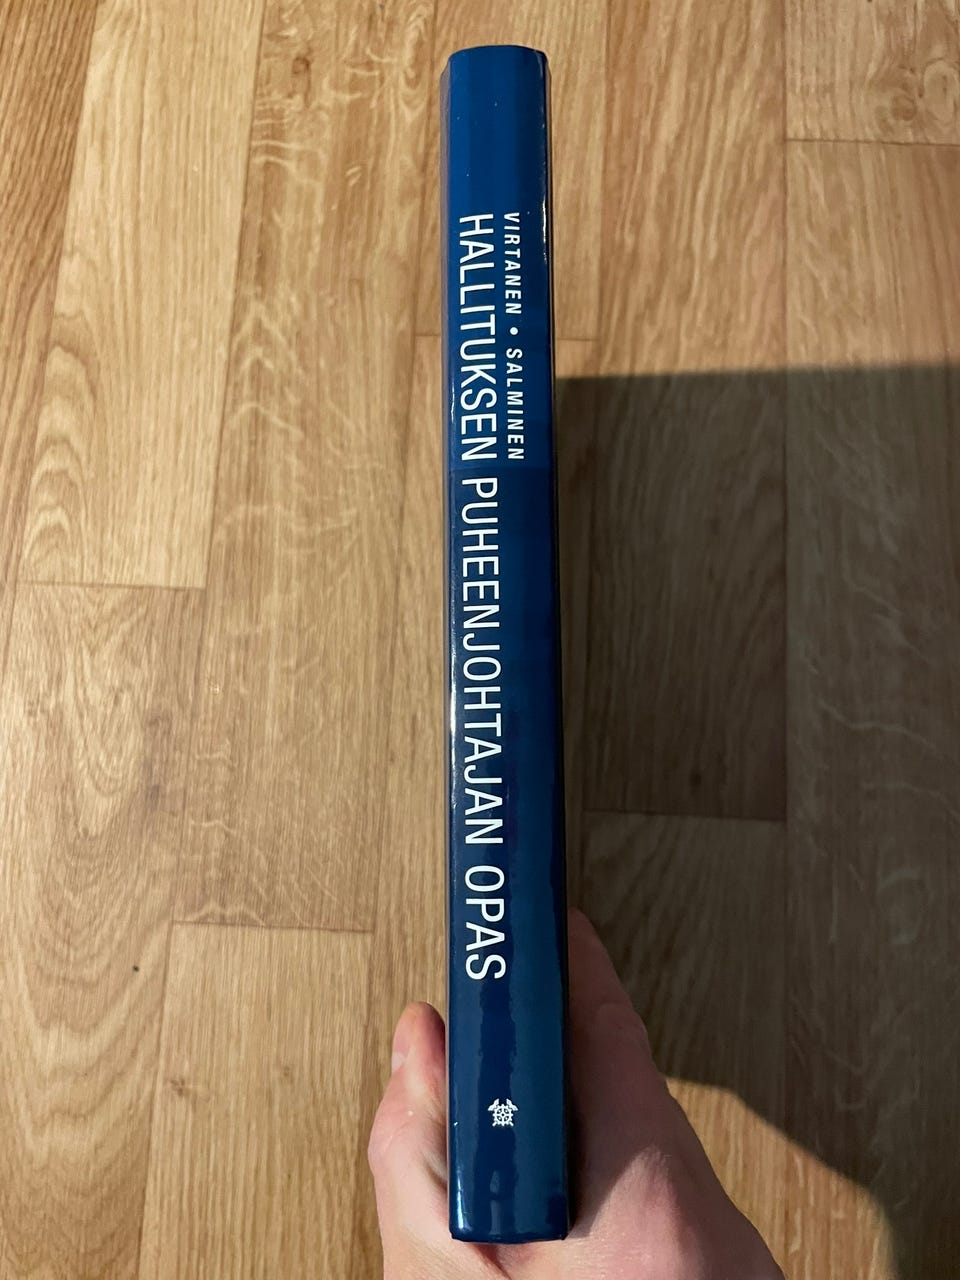 VIRTANEN • SALMINEN
HALLITUKSEN PUHEENJOHTAJAN OPAS